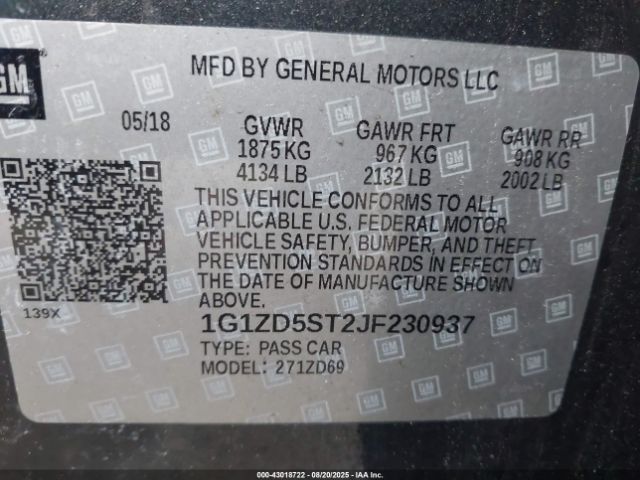 GM
MFD BY GENERAL MOTORS LLC
05/18
GVWR GAWR FRT GAWR RR
1875 KG 967 KG 908 KG
4134 LB 2132 LB 2002 LB
THIS VEHICLE CONFORMS TO ALL
APPLICABLE U.S. FEDERAL MOTOR
VEHICLE SAFETY, BUMPER, AND THEFT
PREVENTION STANDARDS IN EFFECT ON
THE DATE OF MANUFACTURE SHOWN
ABOVE.
139X
1G1ZD5ST2JF230937
TYPE: PASS CAR
MODEL: 271ZD69
000-43018722 - 08/20/2025 - IAA Inc.